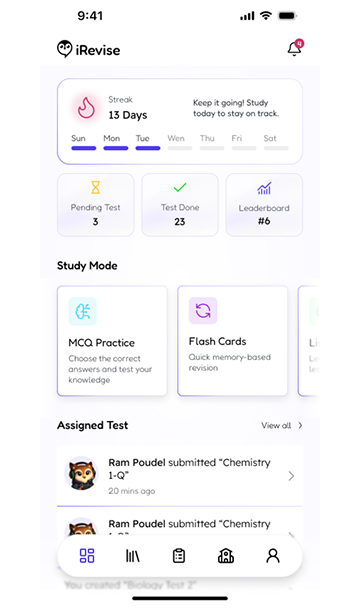 9:41
iRevise
4
Streak
13 Days
Keep it going! Study
today to stay on track.
Sun Mon Tue Wen Thu Fri Sat
Pending Test
3
Test Done
23
Leaderboard
#6
Study Mode
MCQ Practice
Choose the correct
answers and test your
knowledge
Flash Cards
Quick memory-based
revision
Assigned Test
View all
Ram Poudel submitted “Chemistry
1-Q”
20 mins ago
Ram Poudel submitted “Chemistry
1-Q”
You created “Biology Test 2”